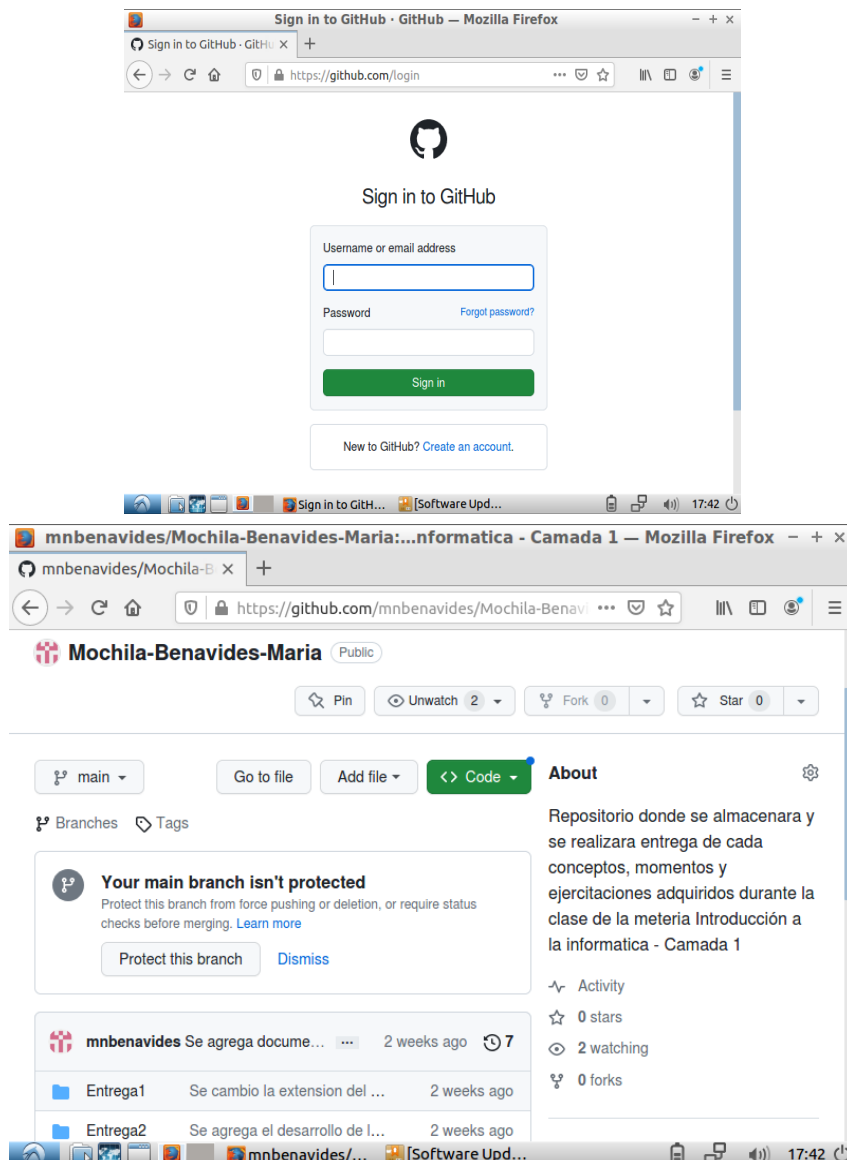 Sign in to GitHub · GitHub — Mozilla Firefox
Sign in to GitHub · GitHu
https://github.com/login
Sign in to GitHub
Username or email address
Password Forgot password?
Sign in
New to GitHub? Create an account.
Sign in to GitH... [Software Upd... 17:42
mnbenavides/Mochila-Benavides-Maria:...nformatica - Camada 1 — Mozilla Firefox
mnbenavides/Mochila-B
https://github.com/mnbenavides/Mochila-Benavi
Mochila-Benavides-Maria Public
Pin Unwatch 2 Fork 0 Star 0
main Go to file Add file Code
Branches Tags
Your main branch isn't protected
Protect this branch from force pushing or deletion, or require status
checks before merging. Learn more
Protect this branch Dismiss
mnbenavides Se agrega docume... 2 weeks ago 7
Entrega1 Se cambio la extension del ... 2 weeks ago
Entrega2 Se agrega el desarrollo de l... 2 weeks ago
About
Repositorio donde se almacenara y
se realizara entrega de cada
conceptos, momentos y
ejercitaciones adquiridos durante la
clase de la meteria Introducción a
la informatica - Camada 1
Activity
0 stars
2 watching
0 forks
mnbenavides/... [Software Upd... 17:42